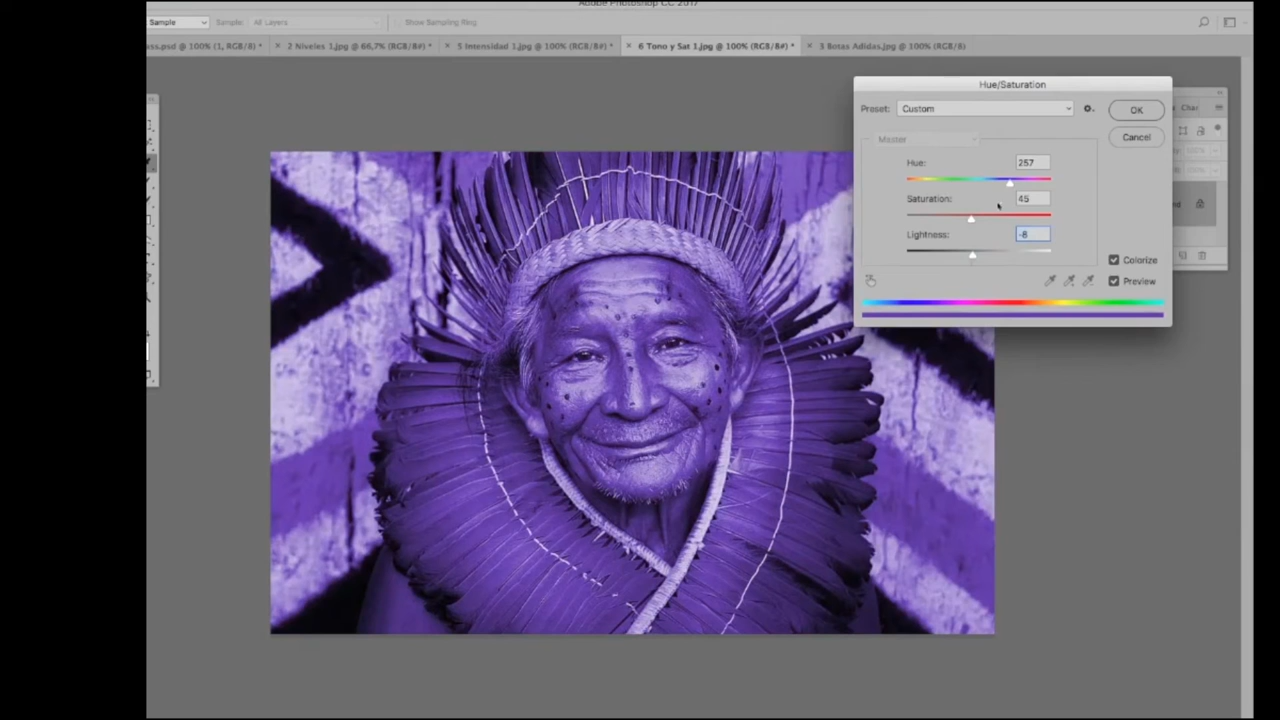 Adobe Photoshop CC 2017
Sample Sample: All Layers Show Sampling Ring
ss.psd @ 100% (1, RGB/8) * × 2 Niveles 1.jpg @ 66,7% (RGB/8#) * × 5 Intensidad 1.jpg @ 100% (RGB/8#) * × 6 Tono y Sat 1.jpg @ 100% (RGB/8#) * × 3 Botas Adidas.jpg @ 100% (RGB/8)
Hue/Saturation
Preset: Custom
OK
Char
Cancel
Master
Hue: 257
Saturation: 45
Lightness: -8
Colorize
Preview